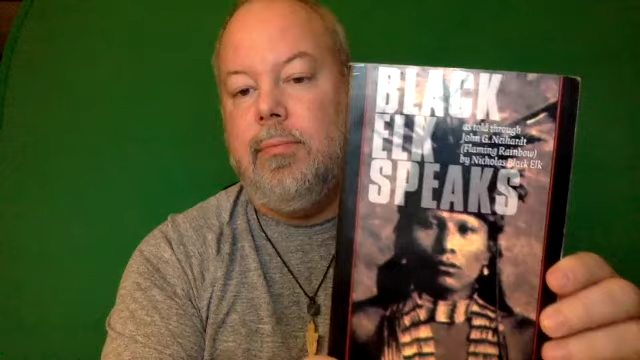 BLACK
ELK
SPEAKS
as told through
John G. Neihardt
(Flaming Rainbow)
by Nicholas Black Elk